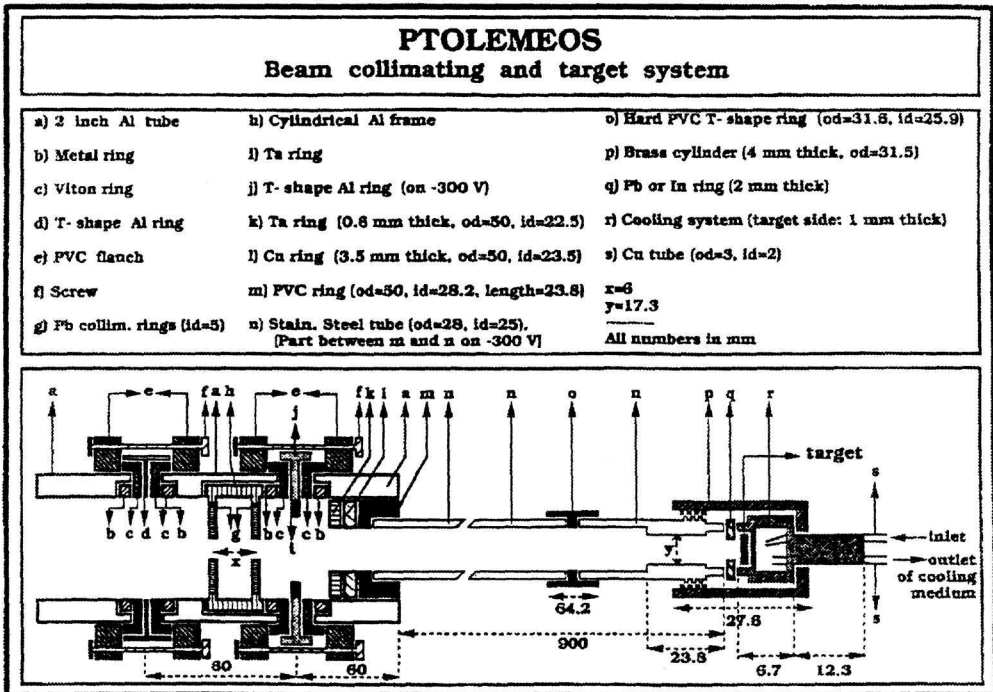 PTOLEMEOS
Beam collimating and target system
a) 2 inch Al tube
b) Metal ring
c) Viton ring
d) T- shape Al ring
e) PVC flanch
f) Screw
g) Pb collim. rings (id=5)
h) Cylindrical Al frame
i) Ta ring
j) T- shape Al ring (on -300 V)
k) Ta ring (0.6 mm thick, od=50, id=22.5)
l) Cu ring (3.5 mm thick, od=50, id=23.5)
m) PVC ring (od=50, id=28.2, length=23.8)
n) Stain. Steel tube (od=28, id=25).
[Part between m and n on -300 V]
o) Hard PVC T- shape ring (od=31.8, id=25.9)
p) Brass cylinder (4 mm thick, od=31.5)
q) Pb or In ring (2 mm thick)
r) Cooling system (target side: 1 mm thick)
s) Cu tube (od=3, id=2)
x=6
y=17.3
All numbers in mm
a e f a h e f k l a m n n o n p q r
j
target
s
b c d c b g b c i c b
x
y
inlet
outlet
of cooling
medium
s
64.2
27.8
900
23.8 6.7 12.3
80 60